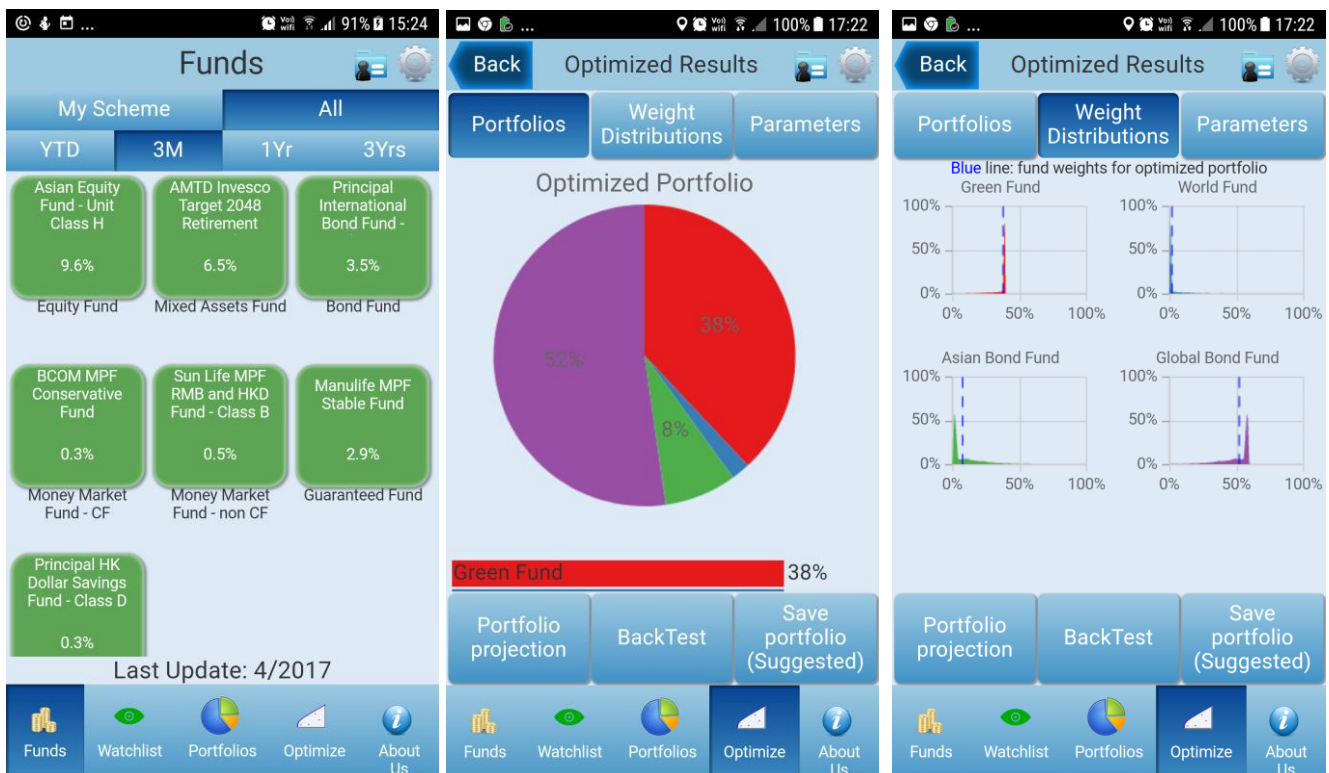 ... Vo)) wifi 91% 15:24
Funds
My Scheme All
YTD 3M 1Yr 3Yrs
Asian Equity
Fund - Unit
Class H
9.6%
Equity Fund
AMTD Invesco
Target 2048
Retirement
6.5%
Mixed Assets Fund
Principal
International
Bond Fund -
3.5%
Bond Fund
BCOM MPF
Conservative
Fund
0.3%
Money Market
Fund - CF
Sun Life MPF
RMB and HKD
Fund - Class B
0.5%
Money Market
Fund - non CF
Manulife MPF
Stable Fund
2.9%
Guaranteed Fund
Principal HK
Dollar Savings
Fund - Class D
0.3%
Last Update: 4/2017
Funds Watchlist Portfolios Optimize About
Us
... Vo)) wifi 100% 17:22
Back Optimized Results
Portfolios Weight
Distributions Parameters
Optimized Portfolio
38%
52%
8%
Green Fund 38%
Portfolio
projection
BackTest
Save
portfolio
(Suggested)
Funds Watchlist Portfolios Optimize About
Us
... Vo)) wifi 100% 17:22
Back Optimized Results
Portfolios Weight
Distributions Parameters
Blue line: fund weights for optimized portfolio
Green Fund
100%
50%
0%
0% 50% 100%
World Fund
100%
50%
0%
0% 50% 100%
Asian Bond Fund
100%
50%
0%
0% 50% 100%
Global Bond Fund
100%
50%
0%
0% 50% 100%
Portfolio
projection
BackTest
Save
portfolio
(Suggested)
Funds Watchlist Portfolios Optimize About
Us